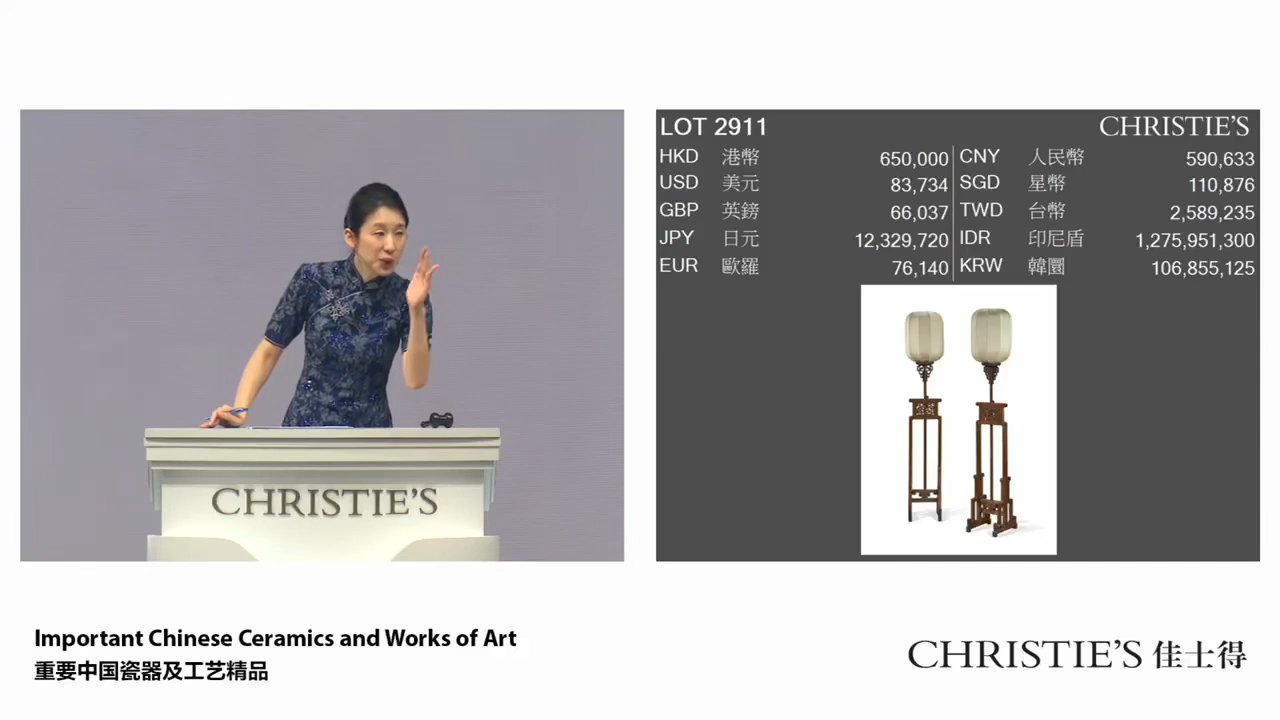 LOT 2911
CHRISTIE'S
HKD 港幣 650,000 CNY 人民幣 590,633
USD 美元 83,734 SGD 星幣 110,876
GBP 英鎊 66,037 TWD 台幣 2,589,235
JPY 日元 12,329,720 IDR 印尼盾 1,275,951,300
EUR 歐羅 76,140 KRW 韓圜 106,855,125
CHRISTIE'S
Important Chinese Ceramics and Works of Art
重要中国瓷器及工艺精品
CHRISTIE'S 佳士得